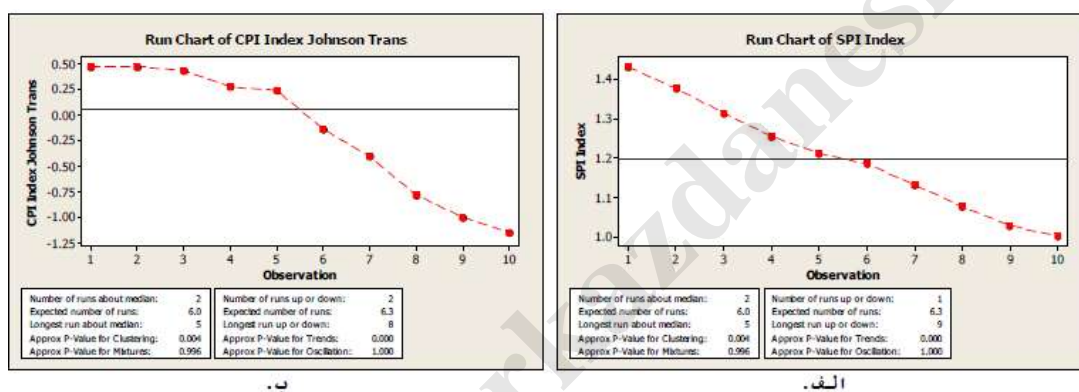 Run Chart of CPI Index Johnson Trans
CPI Index Johnson Trans
0.50
0.25
0.00
-0.25
-0.50
-0.75
-1.00
-1.25
1 2 3 4 5 6 7 8 9 10
Observation
Number of runs about median: 2
Expected number of runs: 6.0
Longest run about median: 5
Approx P-Value for Clustering: 0.004
Approx P-Value for Mixtures: 0.996
Number of runs up or down: 2
Expected number of runs: 6.3
Longest run up or down: 8
Approx P-Value for Trends: 0.000
Approx P-Value for Oscillation: 1.000
ب.
Run Chart of SPI Index
SPI Index
1.4
1.3
1.2
1.1
1.0
1 2 3 4 5 6 7 8 9 10
Observation
Number of runs about median: 2
Expected number of runs: 6.0
Longest run about median: 5
Approx P-Value for Clustering: 0.004
Approx P-Value for Mixtures: 0.996
Number of runs up or down: 1
Expected number of runs: 6.3
Longest run up or down: 9
Approx P-Value for Trends: 0.000
Approx P-Value for Oscillation: 1.000
الف.